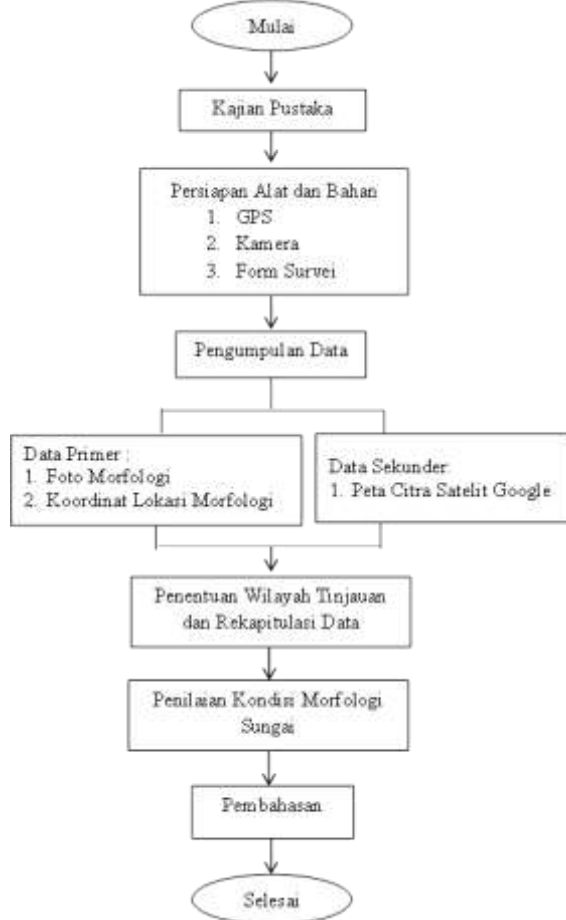 Mulai
Kajian Pustaka
Persiapan Alat dan Bahan
1. GPS
2. Kamera
3. Form Survei
Pengumpulan Data
Data Primer :
1. Foto Morfologi
2. Koordinat Lokasi Morfologi
Data Sekunder:
1. Peta Citra Satelit Google
Penentuan Wilayah Tinjauan
dan Rekapitulasi Data
Penilaian Kondisi Morfologi
Sungai
Pembahasan
Selesai